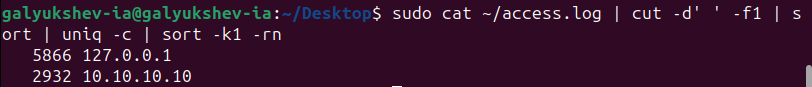 galyukshev-ia@galyukshev-ia:~/Desktop$ sudo cat ~/access.log | cut -d' ' -f1 | s
ort | uniq -c | sort -k1 -rn
   5866 127.0.0.1
   2932 10.10.10.10